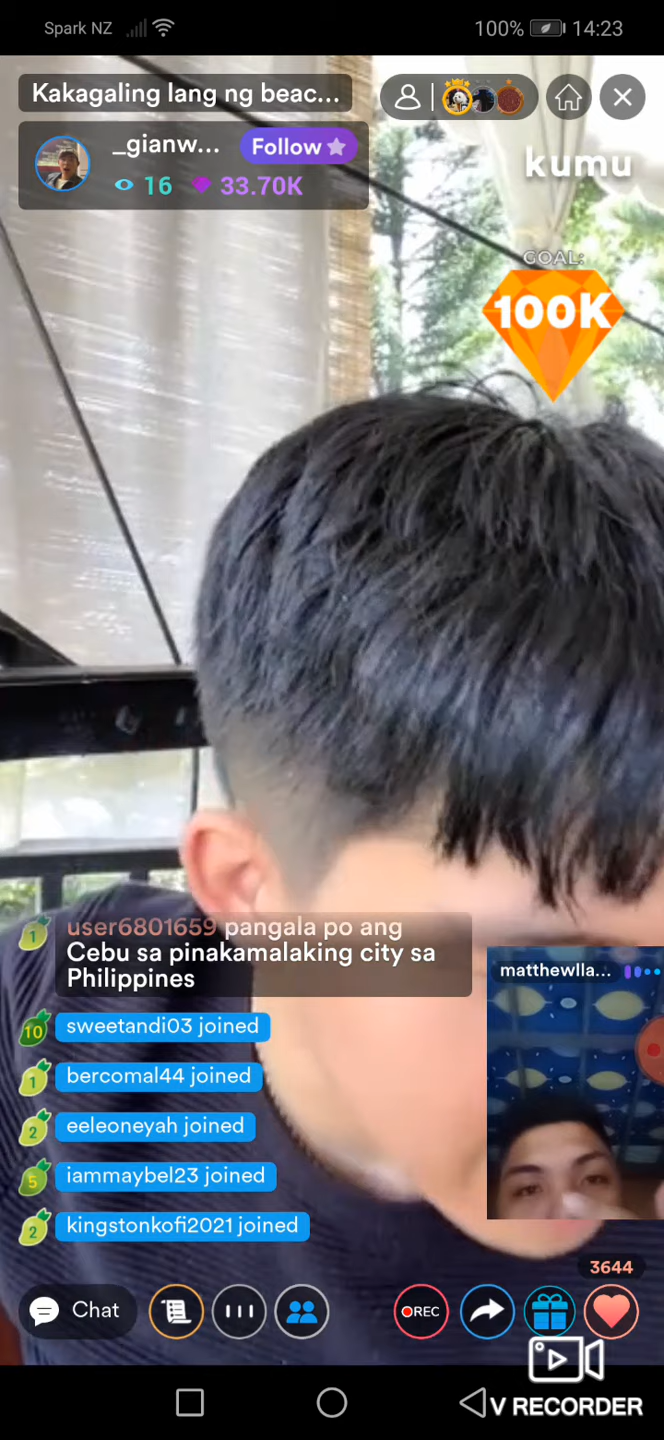 Spark NZ
100%
14:23
Kakagaling lang ng beac...
_gianw...
Follow
16
33.70K
kumu
GOAL:
100K
1
user6801659 pangala po ang
Cebu sa pinakamalaking city sa
Philippines
matthewlla...
10
sweetandi03 joined
1
bercomal44 joined
2
eeleoneyah joined
5
iammaybel23 joined
2
kingstonkofi2021 joined
3644
Chat
REC
V RECORDER